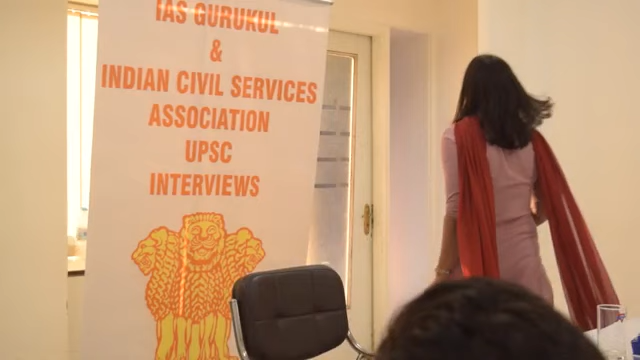 IAS GURUKUL
&
INDIAN CIVIL SERVICES
ASSOCIATION
UPSC
INTERVIEWS